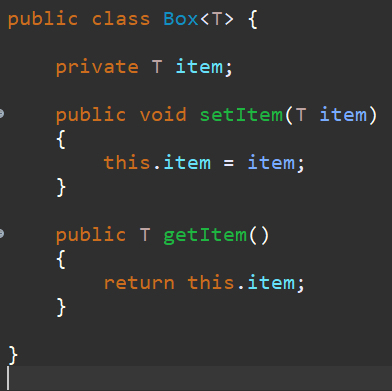 public class Box<T> {
private T item;
public void setItem(T item)
{
this.item = item;
}
public T getItem()
{
return this.item;
}
}